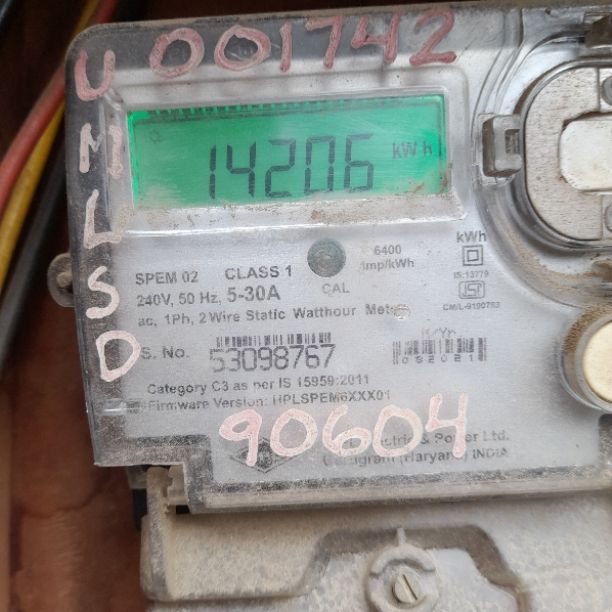 001742
UMLSD
14206 kWh
SPEM 02 CLASS 1
240V, 50 Hz, 5-30A
CAL
6400
imp/kWh
kWh
IS:13779
ac, 1Ph, 2 Wire Static Watthour Meter
S. No. 53098767
Category C3 as per IS 15959:2011
Firmware Version: HPLSPEM6XXX01
90604
& Power Ltd.
INDIA